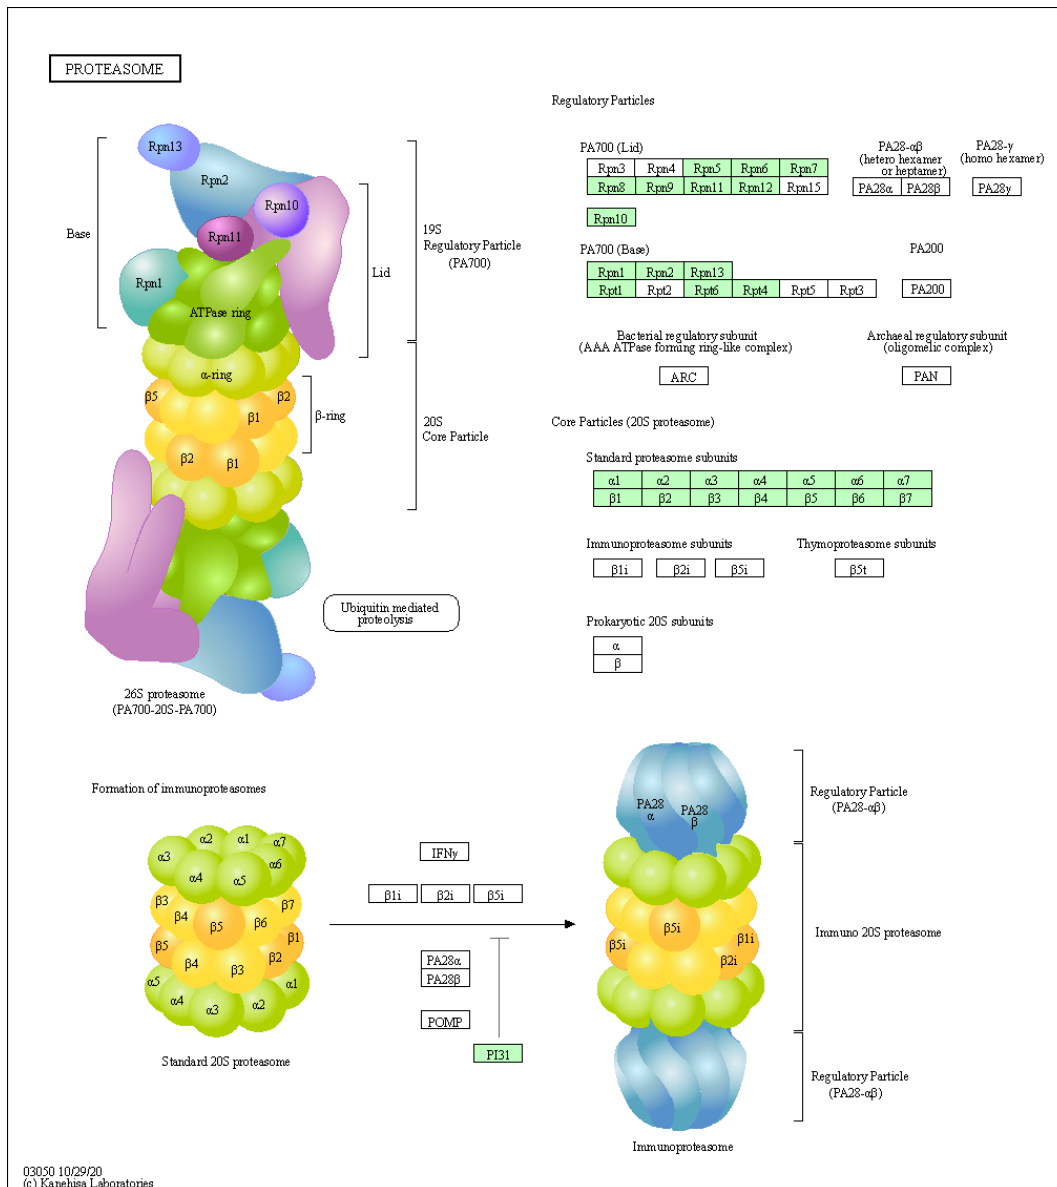 PROTEASOME
Regulatory Particles
Base
Rpn13
Rpn2
Rpn10
Rpn11
Rpn1
ATPase ring
Lid
19S
Regulatory Particle
(PA700)
α-ring
β5
β2
β1
β-ring
β2
β1
20S
Core Particle
Ubiquitin mediated
proteolysis
26S proteasome
(PA700-20S-PA700)
PA700 (Lid)
Rpn3 Rpn4 Rpn5 Rpn6 Rpn7
Rpn8 Rpn9 Rpn11 Rpn12 Rpn15
Rpn10
PA28-αβ
(hetero hexamer
or heptamer)
PA28α PA28β
PA28-γ
(homo hexamer)
PA28γ
PA700 (Base)
Rpn1 Rpn2 Rpn13
Rpt1 Rpt2 Rpt6 Rpt4 Rpt5 Rpt3
PA200
PA200
Bacterial regulatory subunit
(AAA ATPase forming ring-like complex)
ARC
Archaeal regulatory subunit
(oligomelic complex)
PAN
Core Particles (20S proteasome)
Standard proteasome subunits
α1 α2 α3 α4 α5 α6 α7
β1 β2 β3 β4 β5 β6 β7
Immunoproteasome subunits
β1i β2i β5i
Thymoproteasome subunits
β5t
Prokaryotic 20S subunits
α
β
Formation of immunoproteasomes
α2 α1 α7
α3 α6
α4 α5
β3 β7
β4 β5 β6
β5 β1
β4 β3 β2
α5 α1
α4 α3 α2
Standard 20S proteasome
IFNγ
β1i β2i β5i
PA28α
PA28β
POMP
PI31
PA28
α
PA28
β
β5i
β5i
β1i
β2i
Regulatory Particle
(PA28-αβ)
Immuno 20S proteasome
Regulatory Particle
(PA28-αβ)
Immunoproteasome
03050 10/29/20
(c) Kanehisa Laboratories